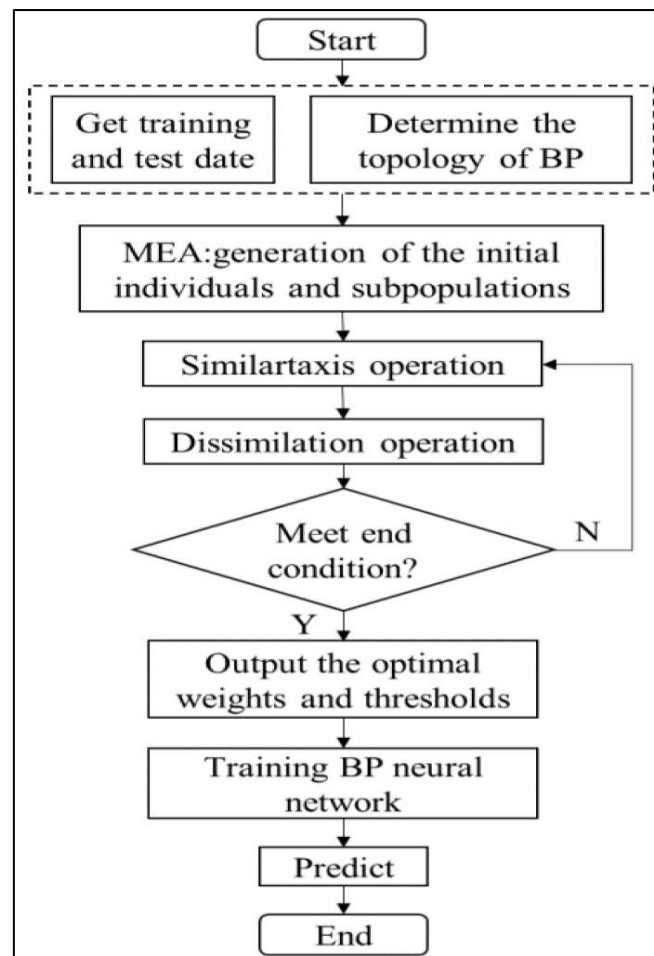 Start
Get training
and test date
Determine the
topology of BP
MEA:generation of the initial
individuals and subpopulations
Similartaxis operation
Dissimilation operation
Meet end
condition?
N
Y
Output the optimal
weights and thresholds
Training BP neural
network
Predict
End